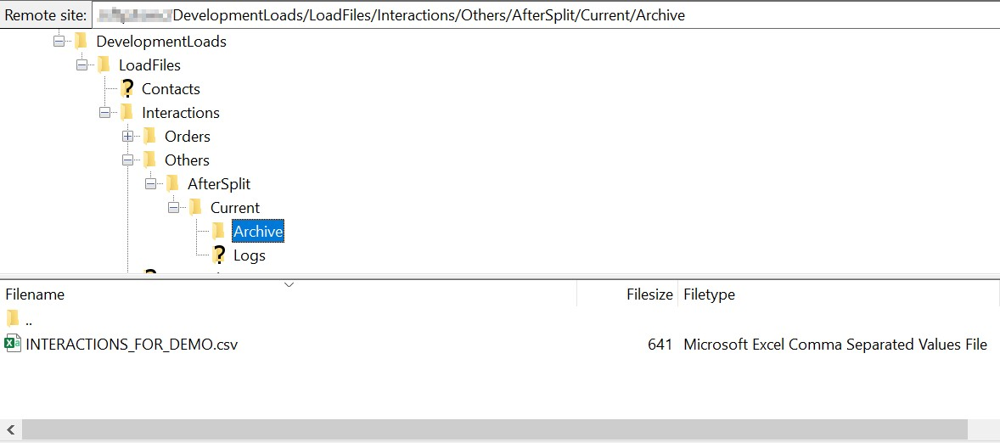 Remote site: /DevelopmentLoads/LoadFiles/Interactions/Others/AfterSplit/Current/Archive
DevelopmentLoads
LoadFiles
? Contacts
Interactions
Orders
Others
AfterSplit
Current
Archive
? Logs
Filename Filesize Filetype
..
INTERACTIONS_FOR_DEMO.csv 641 Microsoft Excel Comma Separated Values File